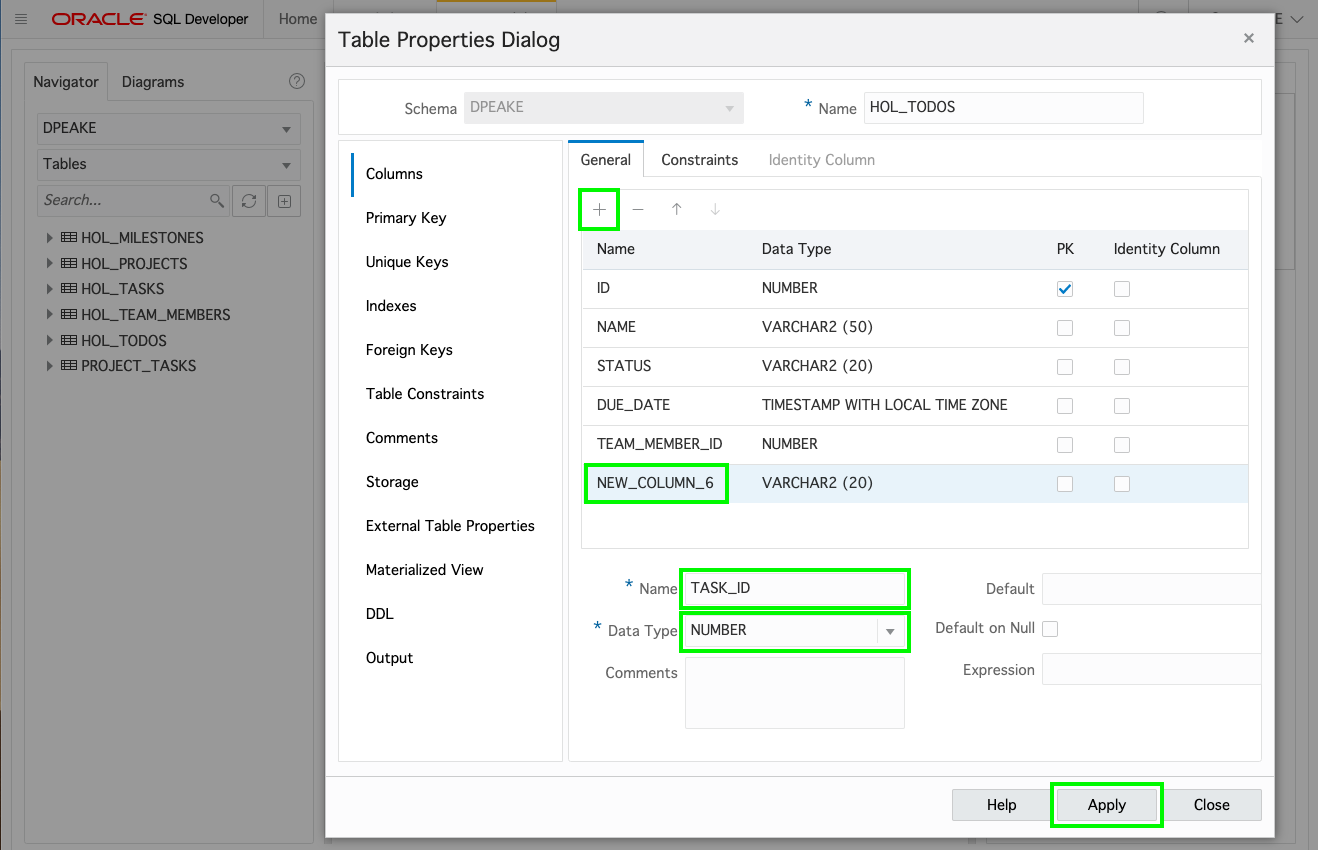 ORACLE SQL Developer Home
Table Properties Dialog
Navigator Diagrams
Schema DPEAKE * Name HOL_TODOS
DPEAKE
Tables
Search...
HOL_MILESTONES
HOL_PROJECTS
HOL_TASKS
HOL_TEAM_MEMBERS
HOL_TODOS
PROJECT_TASKS
Columns
Primary Key
Unique Keys
Indexes
Foreign Keys
Table Constraints
Comments
Storage
External Table Properties
Materialized View
DDL
Output
General Constraints Identity Column
Name Data Type PK Identity Column
ID NUMBER
NAME VARCHAR2 (50)
STATUS VARCHAR2 (20)
DUE_DATE TIMESTAMP WITH LOCAL TIME ZONE
TEAM_MEMBER_ID NUMBER
NEW_COLUMN_6 VARCHAR2 (20)
* Name TASK_ID Default
* Data Type NUMBER Default on Null
Comments Expression
Help Apply Close